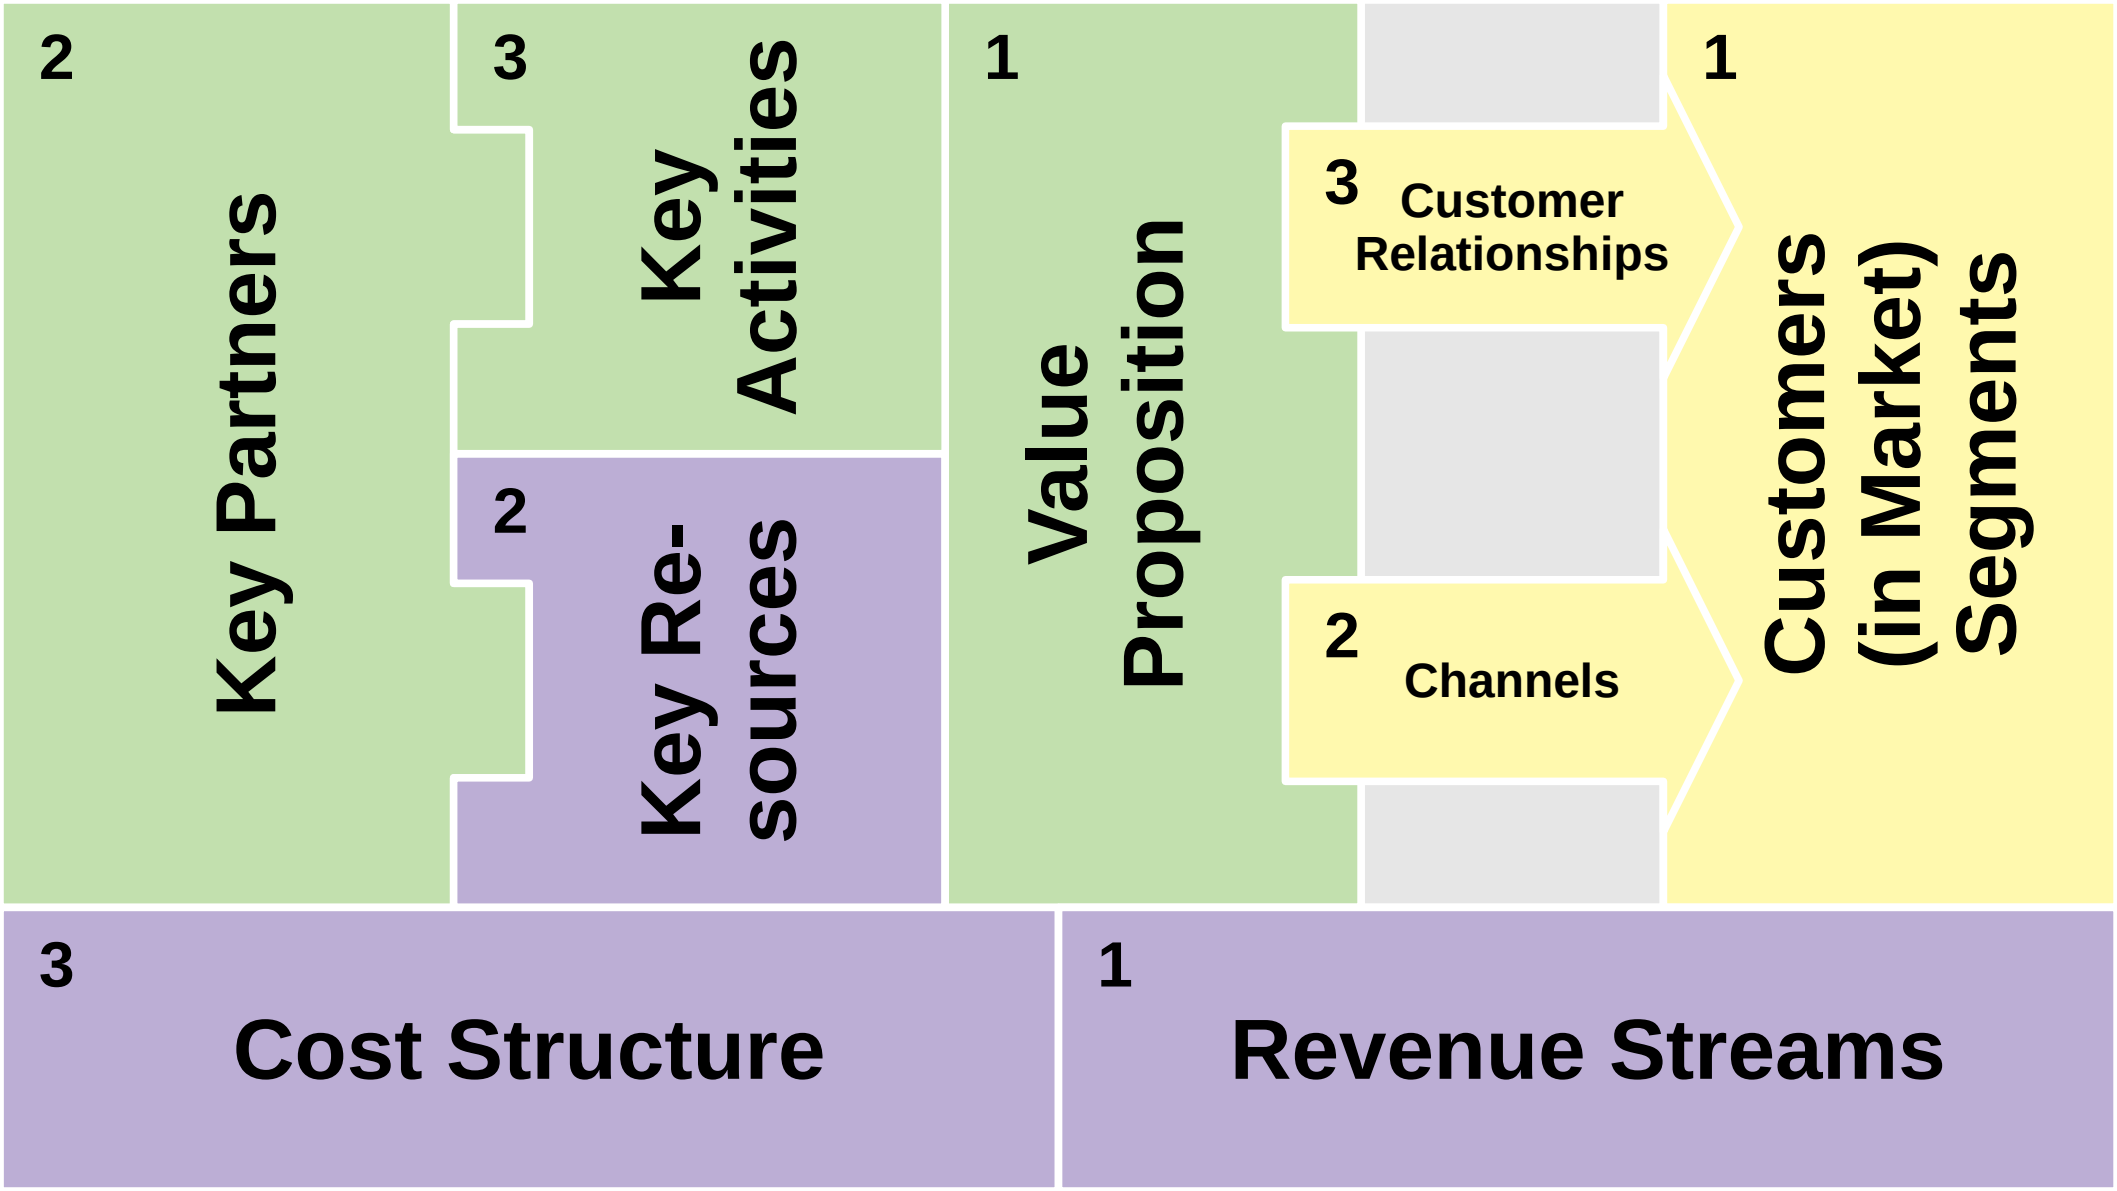 2
Key Partners
3
Key
Activities
2
Key Re-
sources
1
Value
Proposition
3
Customer
Relationships
2
Channels
1
Customers
(in Market)
Segments
3
Cost Structure
1
Revenue Streams